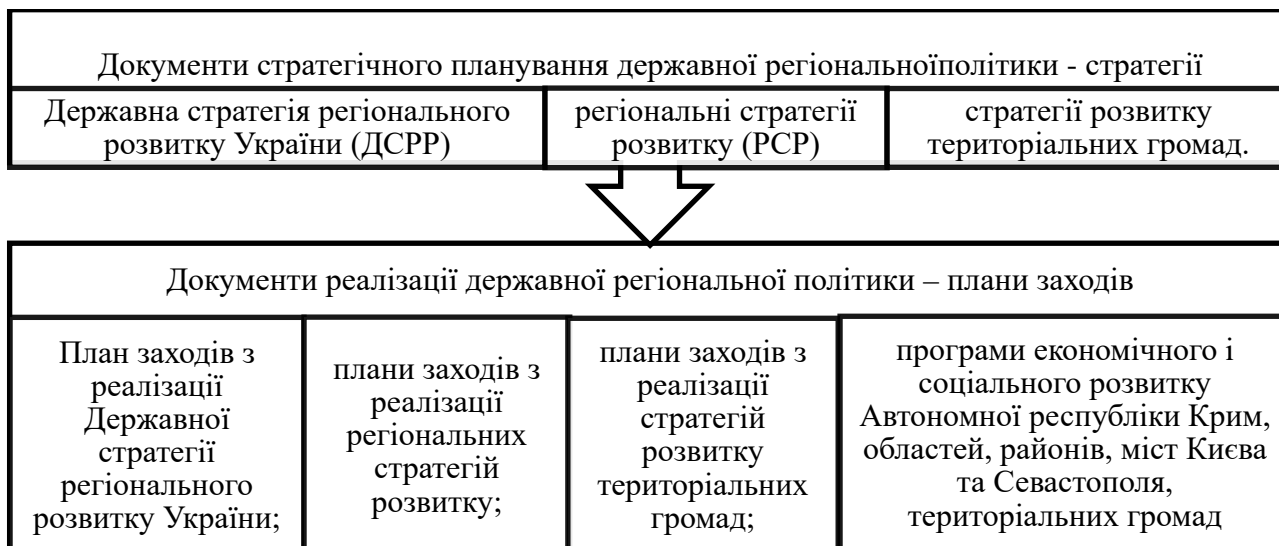 Документи стратегічного планування державної регіональноїполітики - стратегії
Державна стратегія регіонального
розвитку України (ДСРР)
регіональні стратегії
розвитку (РСР)
стратегії розвитку
територіальних громад.
Документи реалізації державної регіональної політики – плани заходів
План заходів з
реалізації
Державної
стратегії
регіонального
розвитку України;
плани заходів з
реалізації
регіональних
стратегій
розвитку;
плани заходів з
реалізації
стратегій
розвитку
територіальних
громад;
програми економічного і
соціального розвитку
Автономної республіки Крим,
областей, районів, міст Києва
та Севастополя,
територіальних громад